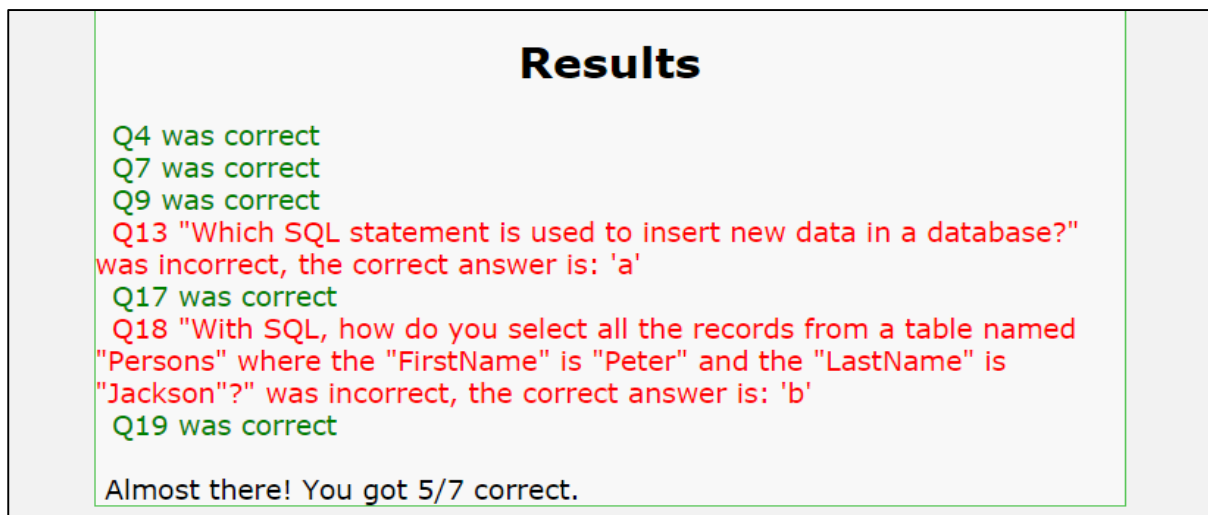 Results
Q4 was correct
Q7 was correct
Q9 was correct
Q13 "Which SQL statement is used to insert new data in a database?"
was incorrect, the correct answer is: 'a'
Q17 was correct
Q18 "With SQL, how do you select all the records from a table named
"Persons" where the "FirstName" is "Peter" and the "LastName" is
"Jackson"?" was incorrect, the correct answer is: 'b'
Q19 was correct
Almost there! You got 5/7 correct.